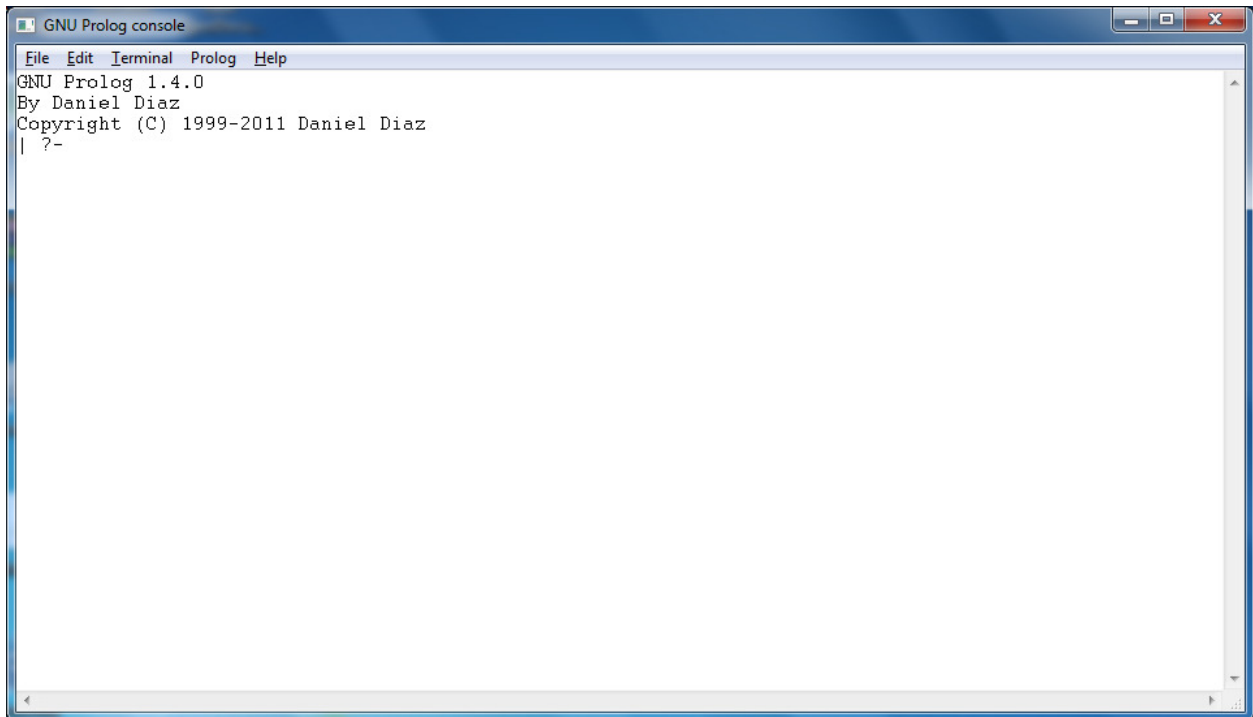 GNU Prolog console
File Edit Terminal Prolog Help
GNU Prolog 1.4.0
By Daniel Diaz
Copyright (C) 1999-2011 Daniel Diaz
| ?-